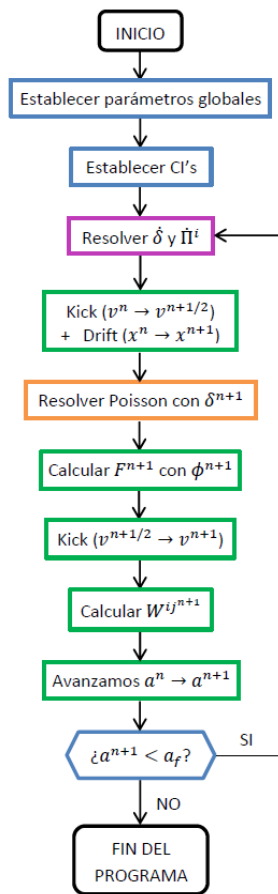 INICIO
Establecer parámetros globales
Establecer CI's
Resolver δ̇ y Π̇ⁱ
Kick (vⁿ → vⁿ⁺¹/²)
+ Drift (xⁿ → xⁿ⁺¹)
Resolver Poisson con δⁿ⁺¹
Calcular Fⁿ⁺¹ con ϕⁿ⁺¹
Kick (vⁿ⁺¹/² → vⁿ⁺¹)
Calcular Wⁱʲⁿ⁺¹
Avanzamos aⁿ → aⁿ⁺¹
¿aⁿ⁺¹ < a_f?
SI
NO
FIN DEL
PROGRAMA